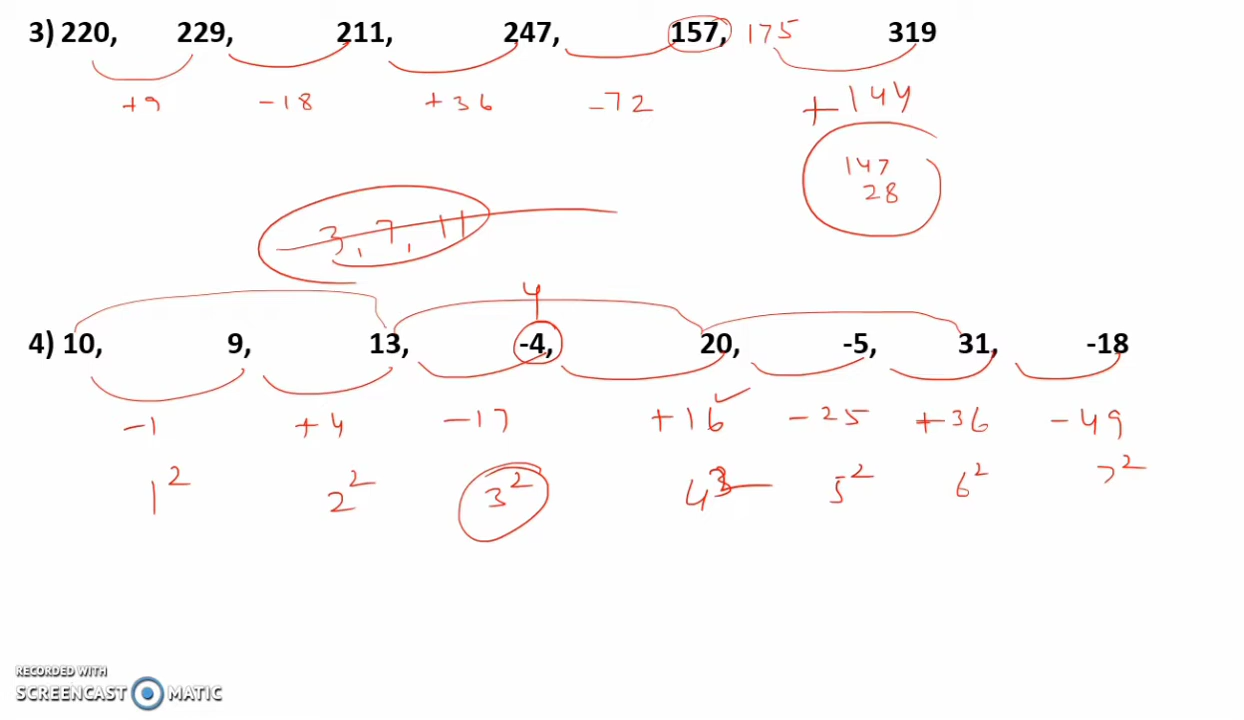 3) 220, 229, 211, 247, 157, 175 319
+9 -18 +36 -72 +144
147
28
3, 7, 11
4
4) 10, 9, 13, -4, 20, -5, 31, -18
-1 +4 -17 +16 -25 +36 -49
1² 2² 3² 4³ 5² 6² 7²
RECORDED WITH
SCREENCAST MATIC